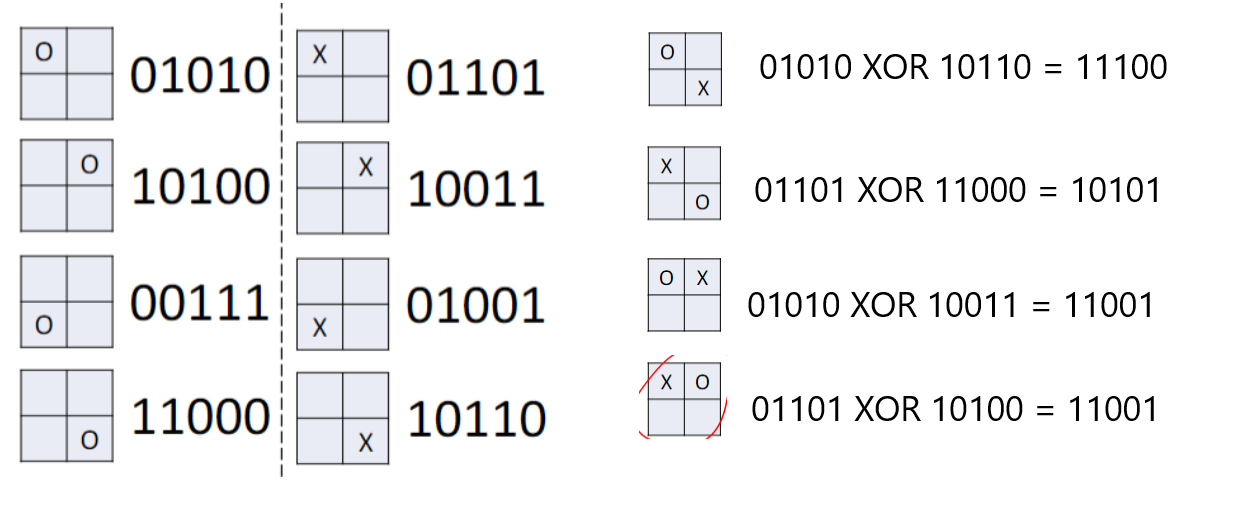 O 01010 X 01101
O 10100 X 10011
O 00111 X 01001
O 11000 X 10110
O
X 01010 XOR 10110 = 11100
X
O 01101 XOR 11000 = 10101
O X 01010 XOR 10011 = 11001
X O 01101 XOR 10100 = 11001